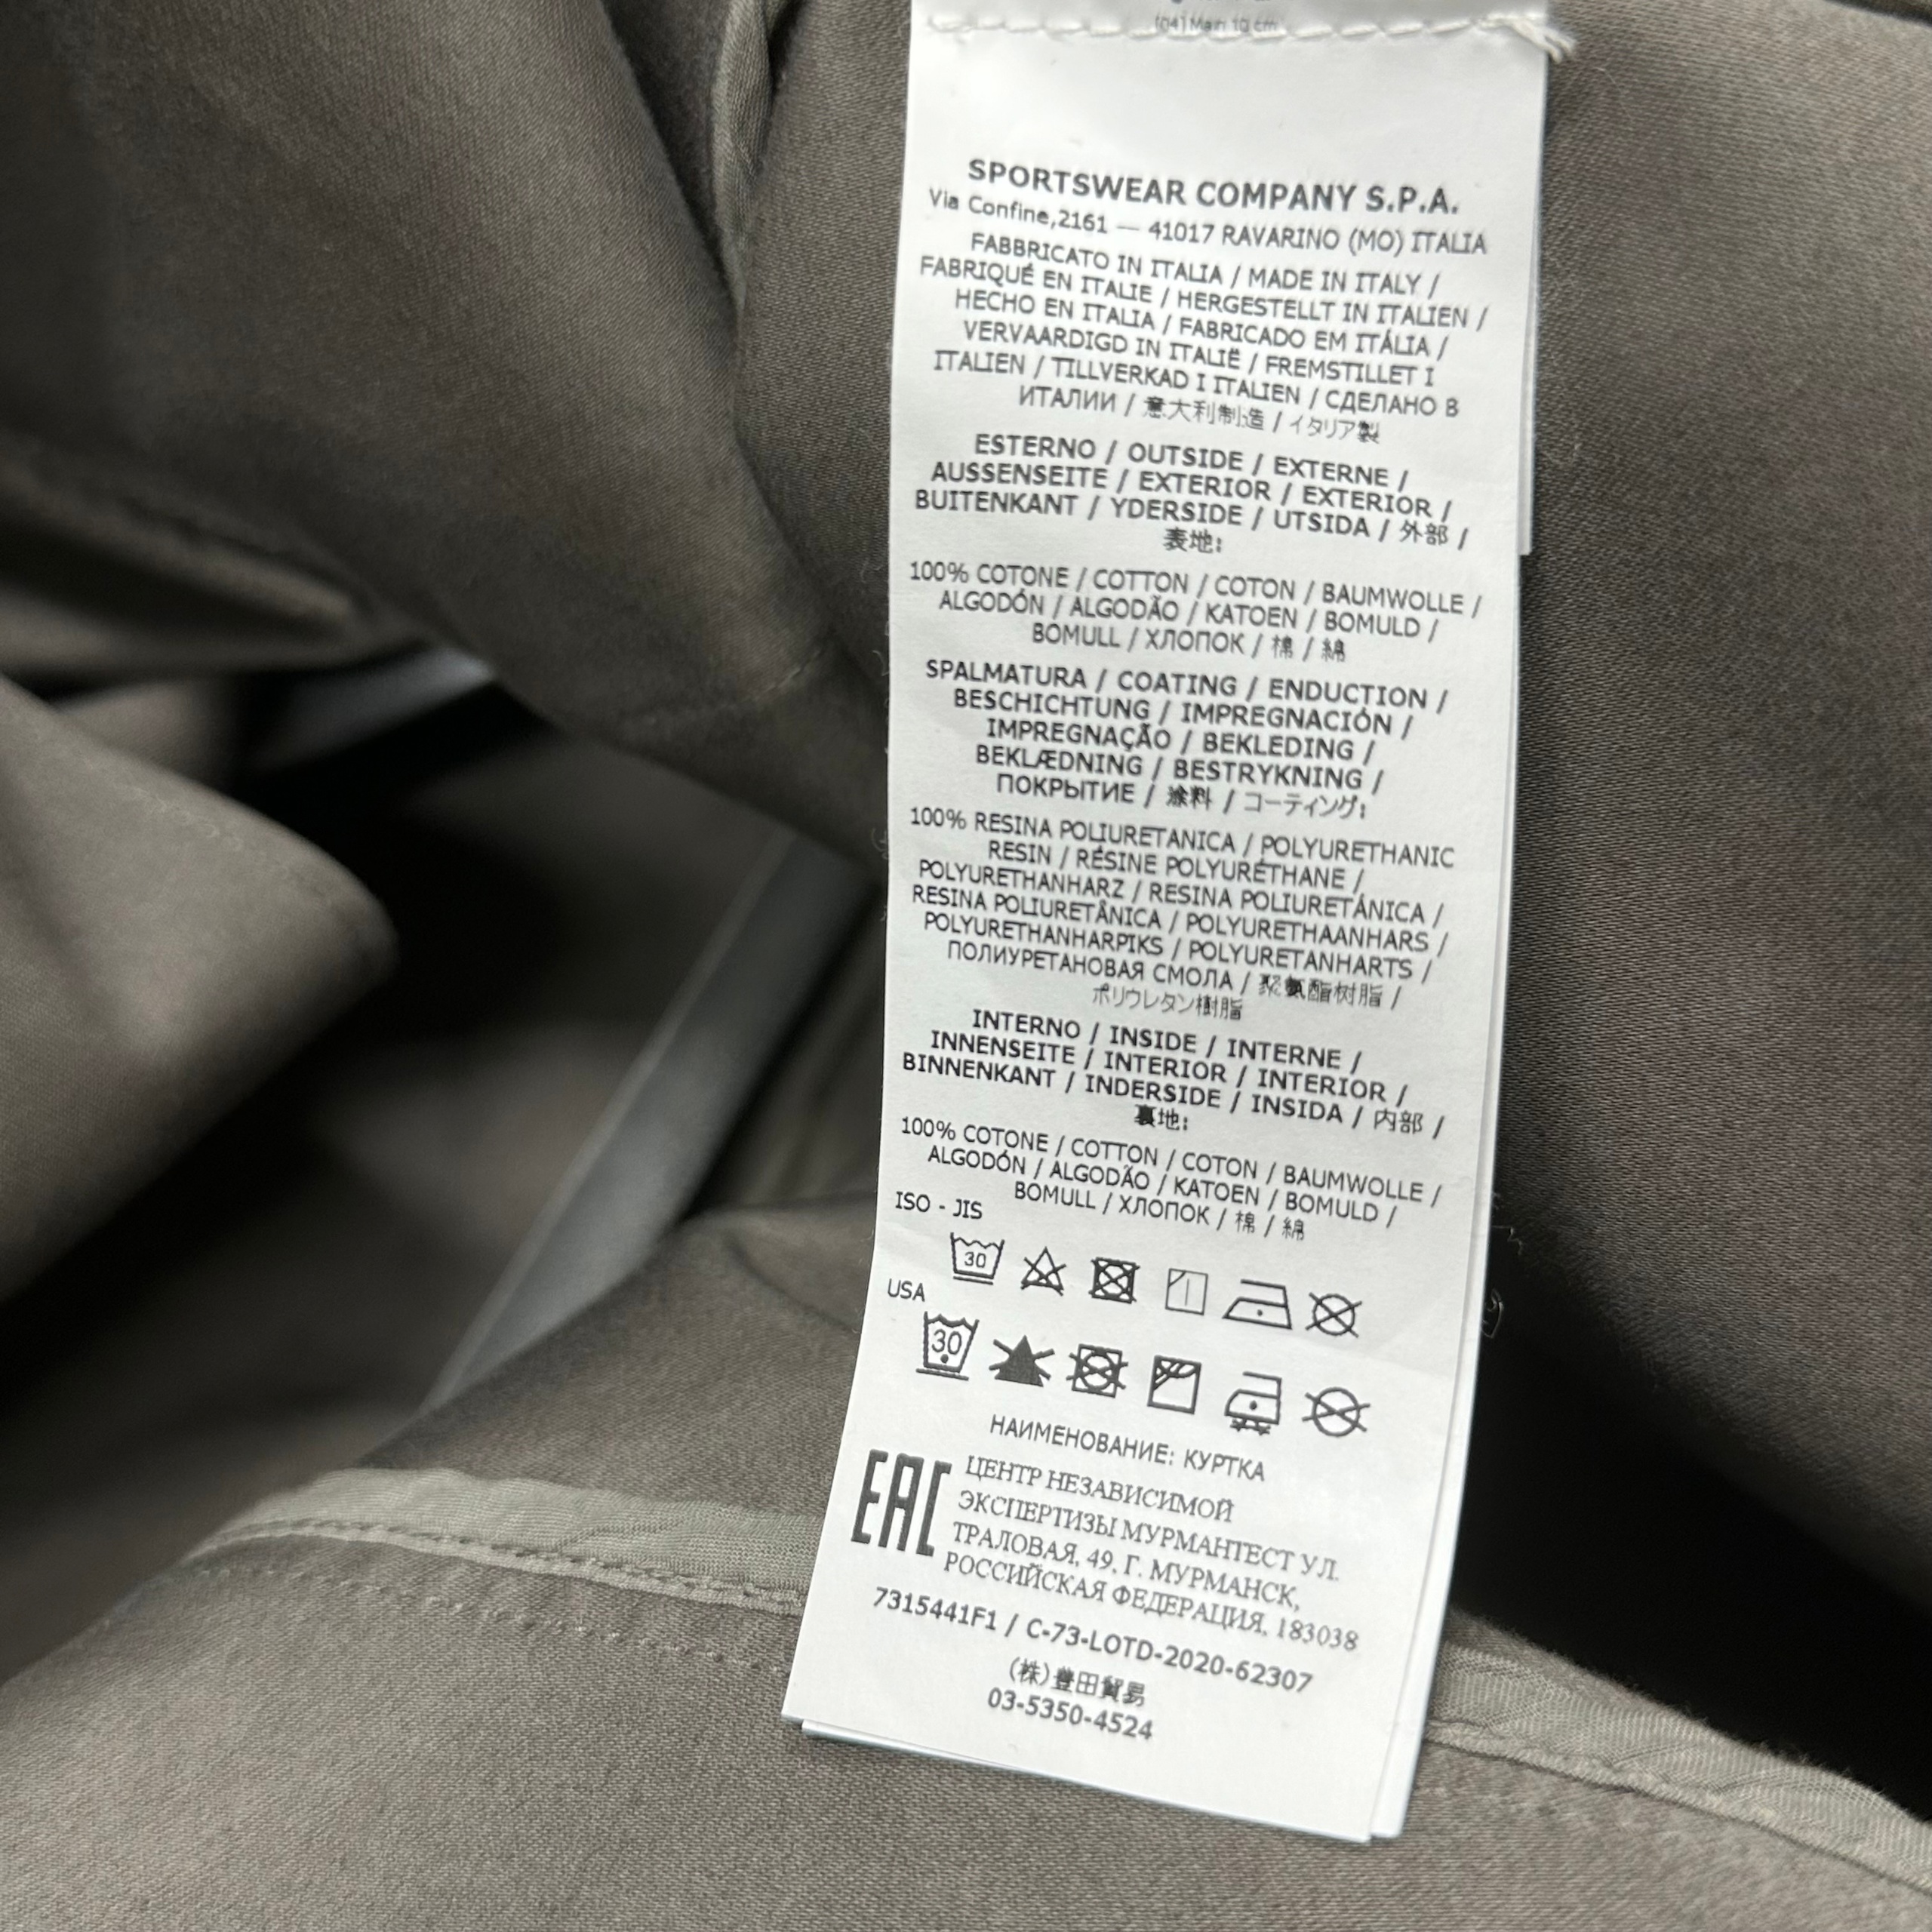 (04) Main 10 cm
SPORTSWEAR COMPANY S.P.A.
Via Confine,2161 — 41017 RAVARINO (MO) ITALIA
FABBRICATO IN ITALIA / MADE IN ITALY /
FABRIQUÉ EN ITALIE / HERGESTELLT IN ITALIEN /
HECHO EN ITALIA / FABRICADO EM ITÁLIA /
VERVAARDIGD IN ITALIË / FREMSTILLET I
ITALIEN / TILLVERKAD I ITALIEN / СДЕЛАНО В
ИТАЛИИ / 意大利制造 / イタリア製
ESTERNO / OUTSIDE / EXTERNE /
AUSSENSEITE / EXTERIOR / EXTERIOR /
BUITENKANT / YDERSIDE / UTSIDA / 外部 /
表地:
100% COTONE / COTTON / COTON / BAUMWOLLE /
ALGODÓN / ALGODÃO / KATOEN / BOMULD /
BOMULL / ХЛОПОК / 棉 / 綿
SPALMATURA / COATING / ENDUCTION /
BESCHICHTUNG / IMPREGNACIÓN /
IMPREGNAÇÃO / BEKLEDING /
BEKLÆDNING / BESTRYKNING /
ПОКРЫТИЕ / 涂料 / コーティング:
100% RESINA POLIURETANICA / POLYURETHANIC
RESIN / RÉSINE POLYURÉTHANE /
POLYURETHANHARZ / RESINA POLIURETÁNICA /
RESINA POLIURETÂNICA / POLYURETHAANHARS /
POLYURETHANHARPIKS / POLYURETANHARTS /
ПОЛИУРЕТАНОВАЯ СМОЛА / 聚氨酯树脂 /
ポリウレタン樹脂
INTERNO / INSIDE / INTERNE /
INNENSEITE / INTERIOR / INTERIOR /
BINNENKANT / INDERSIDE / INSIDA / 内部 /
裏地:
100% COTONE / COTTON / COTON / BAUMWOLLE /
ALGODÓN / ALGODÃO / KATOEN / BOMULD /
BOMULL / ХЛОПОК / 棉 / 綿
ISO - JIS
30
USA
30
НАИМЕНОВАНИЕ: КУРТКА
EAC
ЦЕНТР НЕЗАВИСИМОЙ
ЭКСПЕРТИЗЫ МУРМАНТЕСТ УЛ.
ТРАЛОВАЯ, 49, Г. МУРМАНСК,
РОССИЙСКАЯ ФЕДЕРАЦИЯ, 183038
7315441F1 / C-73-LOTD-2020-62307
(株)豊田貿易
03-5350-4524